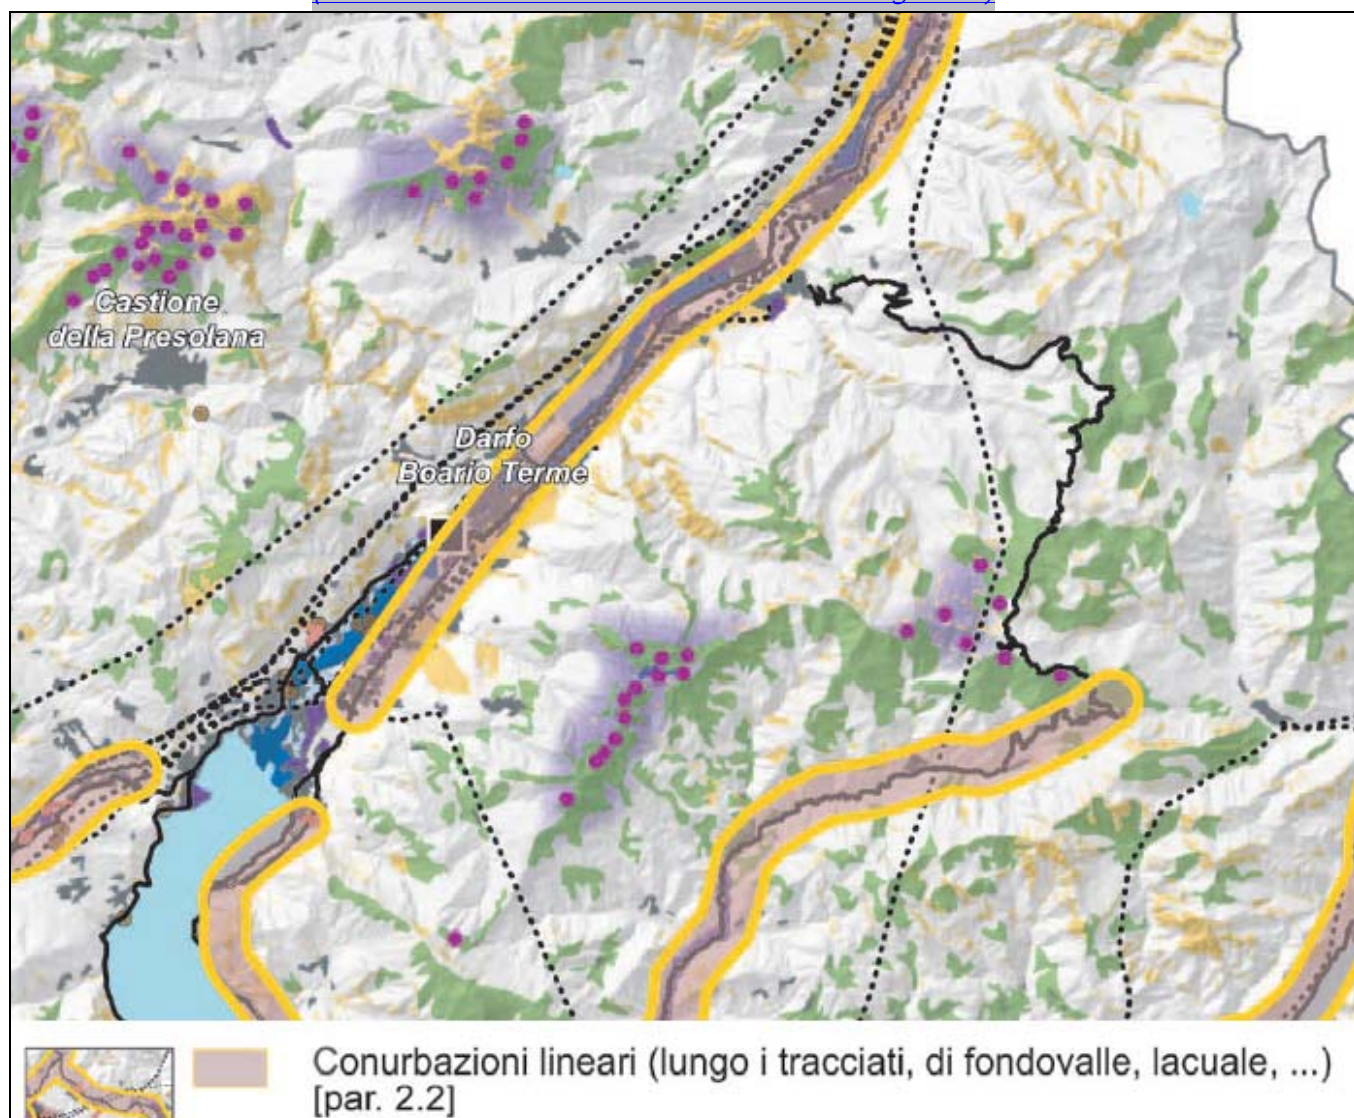 Castione
della Presolana
Darfo
Boario Terme
Conurbazioni lineari (lungo i tracciati, di fondovalle, lacuale, ...)
[par. 2.2]